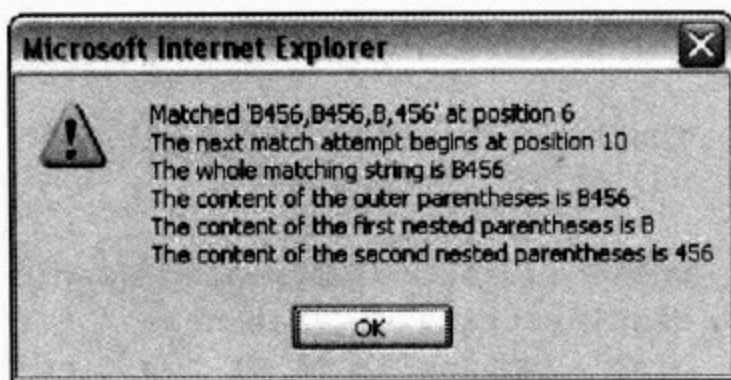 Microsoft Internet Explorer
Matched 'B456,B456,B,456' at position 6
The next match attempt begins at position 10
The whole matching string is B456
The content of the outer parentheses is B456
The content of the first nested parentheses is B
The content of the second nested parentheses is 456
OK